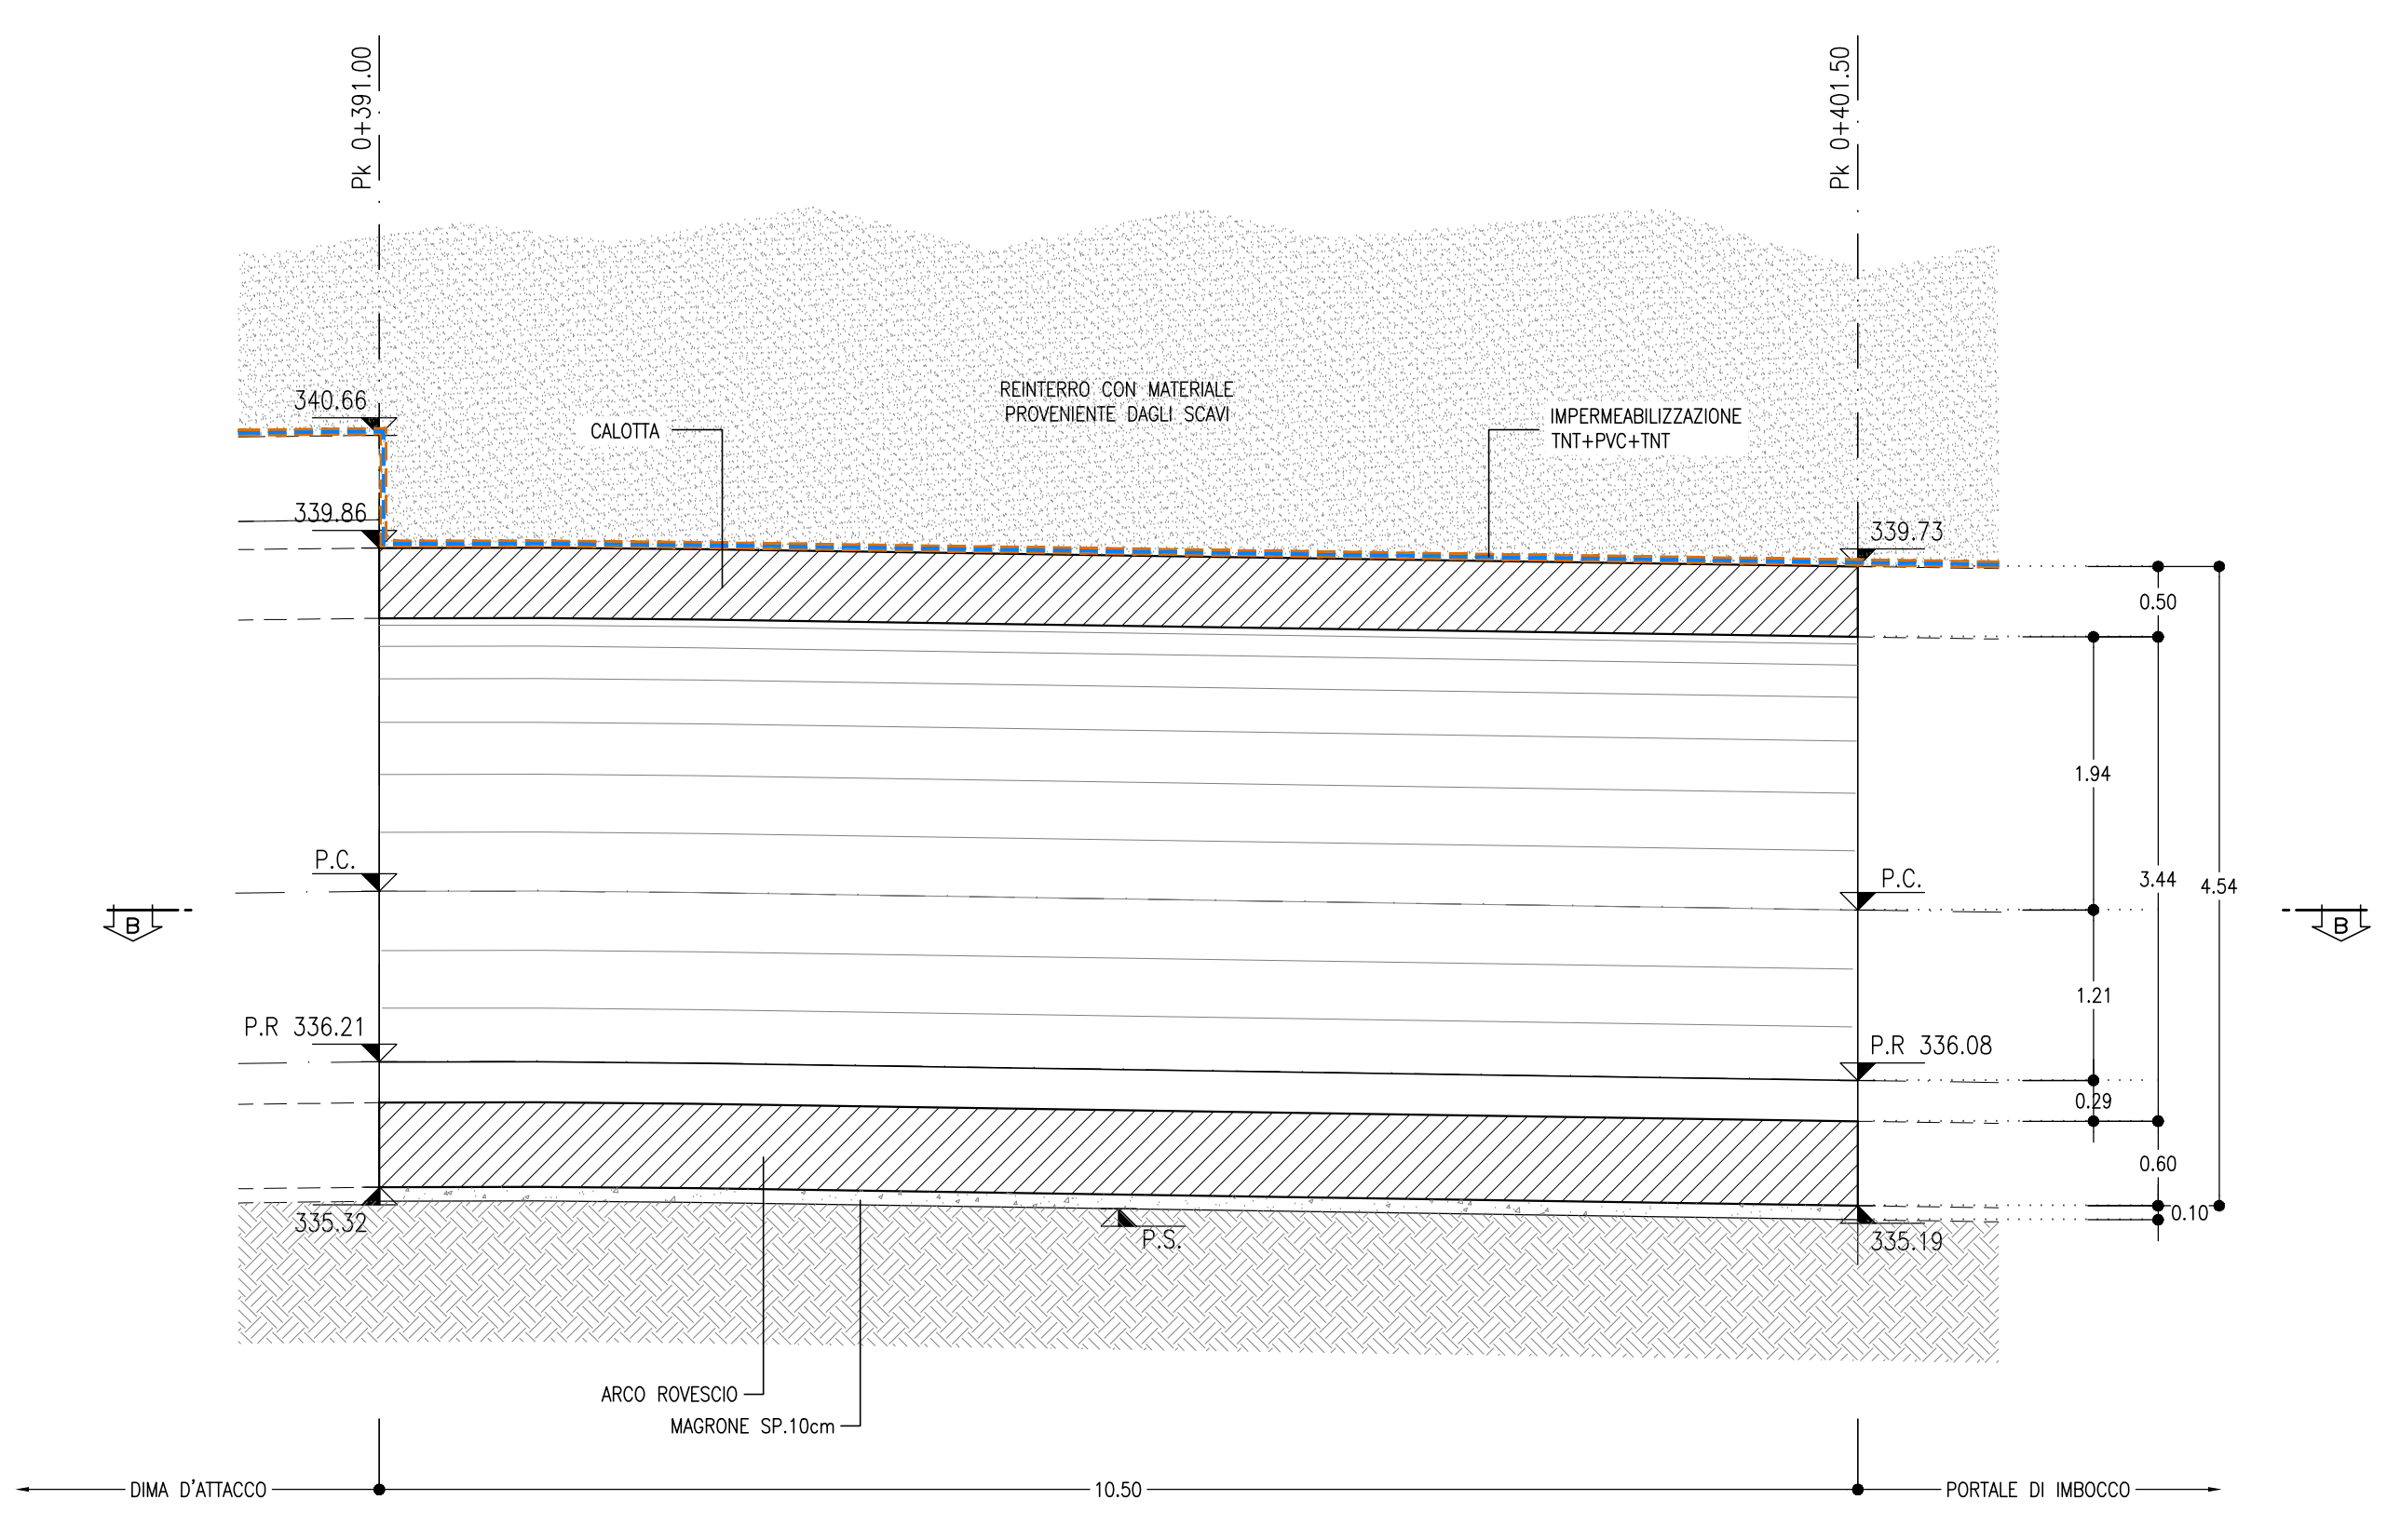 Pk 0+391.00
Pk 0+401.50
340.66
REINTERRO CON MATERIALE
PROVENIENTE DAGLI SCAVI
CALOTTA
IMPERMEABILIZZAZIONE
TNT+PVC+TNT
339.86
339.73
0.50
1.94
P.C.
P.C.
3.44
4.54
B
B
1.21
P.R 336.21
P.R 336.08
0.29
0.60
0.10
335.32
P.S.
335.19
ARCO ROVESCIO
MAGRONE SP.10cm
DIMA D'ATTACCO
10.50
PORTALE DI IMBOCCO